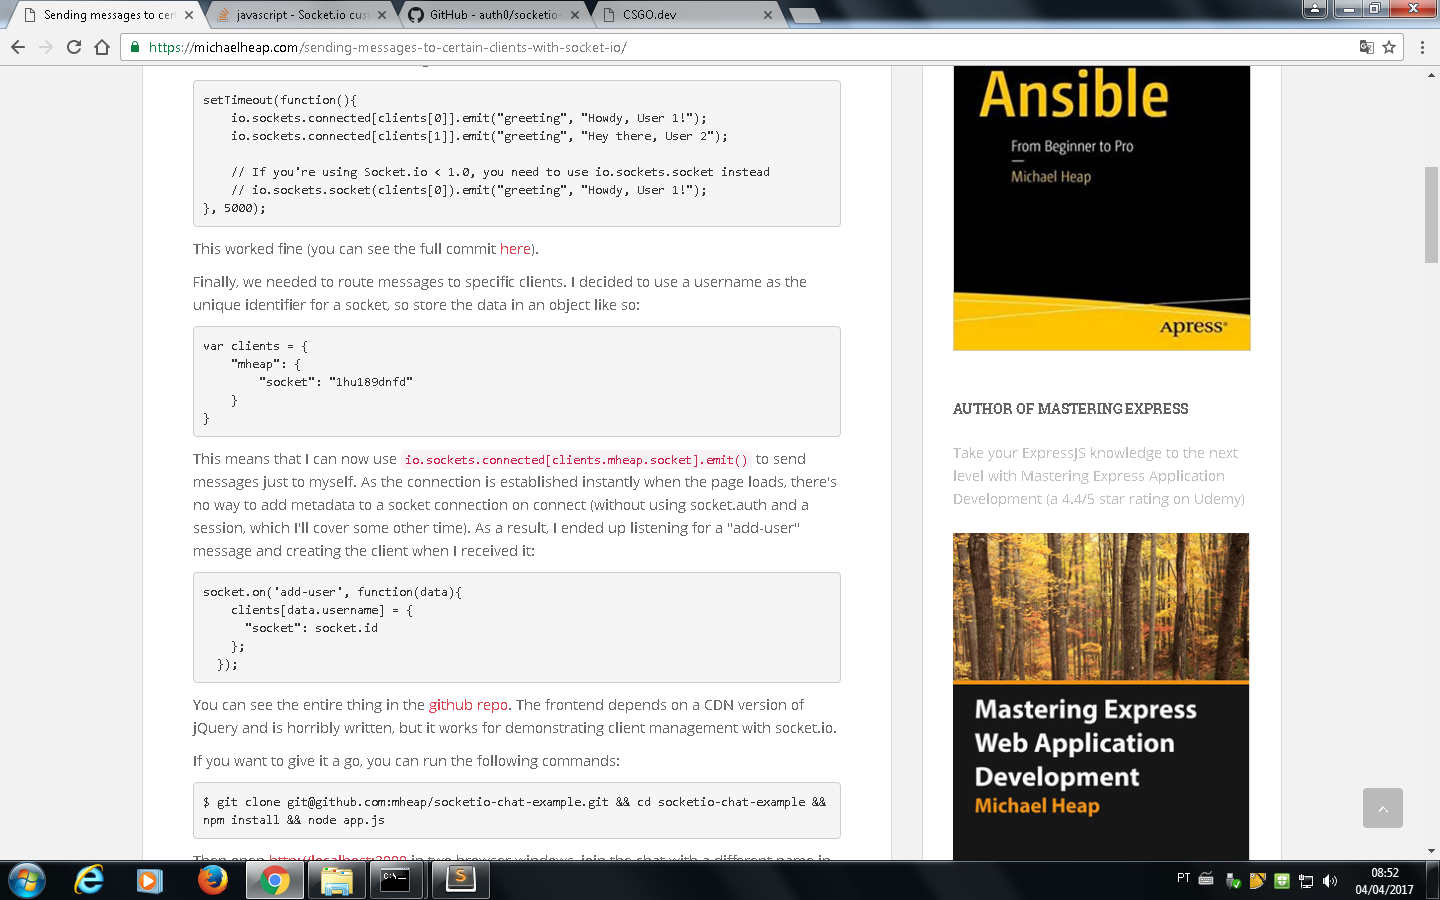 Sending messages to cer
javascript - Socket.io cus
GitHub - auth0/socketio-
CSGO.dev
https://michaelheap.com/sending-messages-to-certain-clients-with-socket-io/
setTimeout(function(){
io.sockets.connected[clients[0]].emit("greeting", "Howdy, User 1!");
io.sockets.connected[clients[1]].emit("greeting", "Hey there, User 2");
// If you're using Socket.io < 1.0, you need to use io.sockets.socket instead
// io.sockets.socket(clients[0]).emit("greeting", "Howdy, User 1!");
}, 5000);
This worked fine (you can see the full commit here).
Finally, we needed to route messages to specific clients. I decided to use a username as the
unique identifier for a socket, so store the data in an object like so:
var clients = {
"mheap": {
"socket": "1hu189dnfd"
}
}
This means that I can now use io.sockets.connected[clients.mheap.socket].emit() to send
messages just to myself. As the connection is established instantly when the page loads, there's
no way to add metadata to a socket connection on connect (without using socket.auth and a
session, which I'll cover some other time). As a result, I ended up listening for a "add-user"
message and creating the client when I received it:
socket.on('add-user', function(data){
clients[data.username] = {
"socket": socket.id
};
});
You can see the entire thing in the github repo. The frontend depends on a CDN version of
jQuery and is horribly written, but it works for demonstrating client management with socket.io.
If you want to give it a go, you can run the following commands:
$ git clone git@github.com:mheap/socketio-chat-example.git && cd socketio-chat-example &&
npm install && node app.js
Then open http://localhost:3000 in two browser windows, join the chat with a different name in
Ansible
From Beginner to Pro
Michael Heap
Apress®
AUTHOR OF MASTERING EXPRESS
Take your ExpressJS knowledge to the next
level with Mastering Express Application
Development (a 4.4/5 star rating on Udemy)
Mastering Express
Web Application
Development
Michael Heap
C:\_
S
PT
08:52
04/04/2017